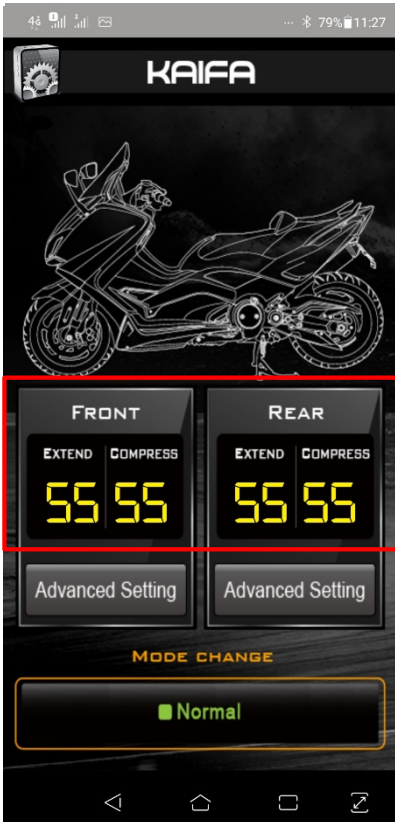 79% 11:27
KAIFA
FRONT
REAR
EXTEND COMPRESS
EXTEND COMPRESS
55 55
55 55
Advanced Setting
Advanced Setting
MODE CHANGE
Normal